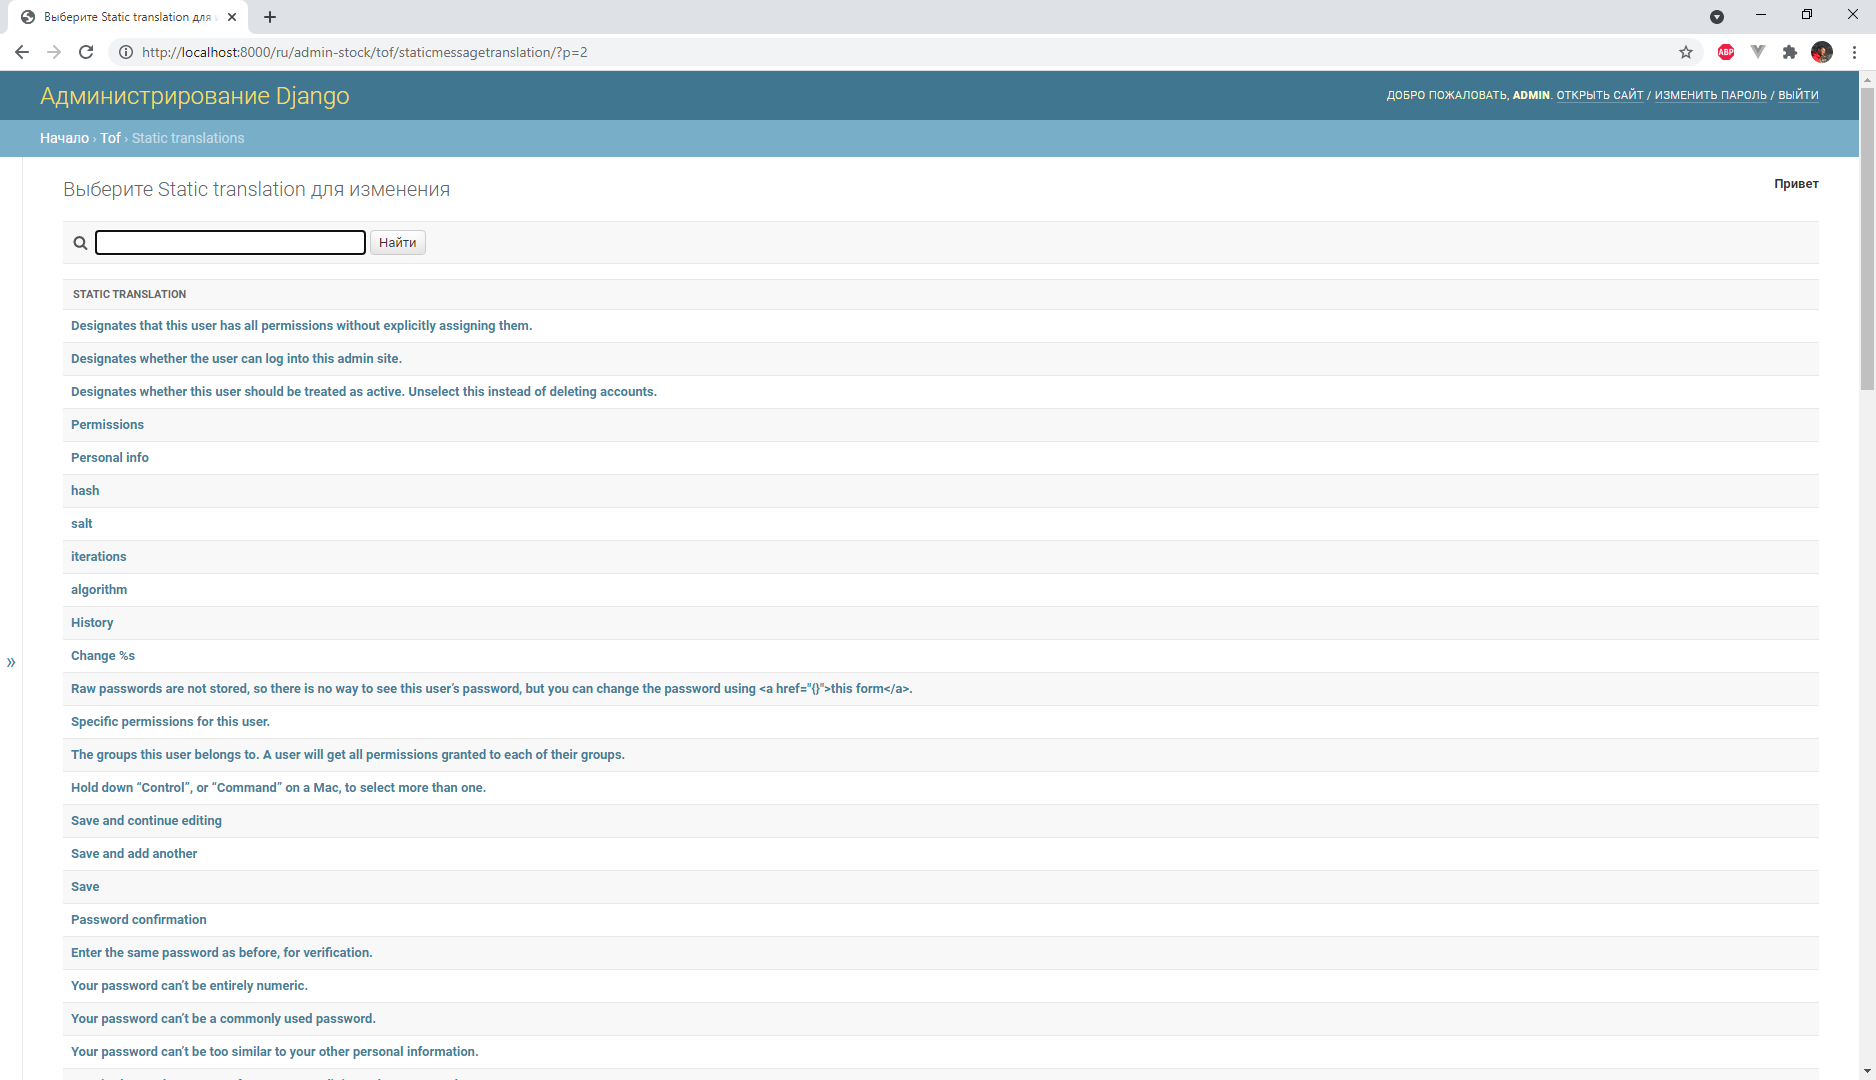 Выберите Static translation для
http://localhost:8000/ru/admin-stock/tof/staticmessagetranslation/?p=2
ABP
Администрирование Django
ДОБРО ПОЖАЛОВАТЬ, ADMIN. ОТКРЫТЬ САЙТ / ИЗМЕНИТЬ ПАРОЛЬ / ВЫЙТИ
Начало › Tof › Static translations
Выберите Static translation для изменения
Привет
Найти
STATIC TRANSLATION
Designates that this user has all permissions without explicitly assigning them.
Designates whether the user can log into this admin site.
Designates whether this user should be treated as active. Unselect this instead of deleting accounts.
Permissions
Personal info
hash
salt
iterations
algorithm
History
Change %s
»
Raw passwords are not stored, so there is no way to see this user’s password, but you can change the password using <a href="{}">this form</a>.
Specific permissions for this user.
The groups this user belongs to. A user will get all permissions granted to each of their groups.
Hold down “Control”, or “Command” on a Mac, to select more than one.
Save and continue editing
Save and add another
Save
Password confirmation
Enter the same password as before, for verification.
Your password can’t be entirely numeric.
Your password can’t be a commonly used password.
Your password can’t be too similar to your other personal information.